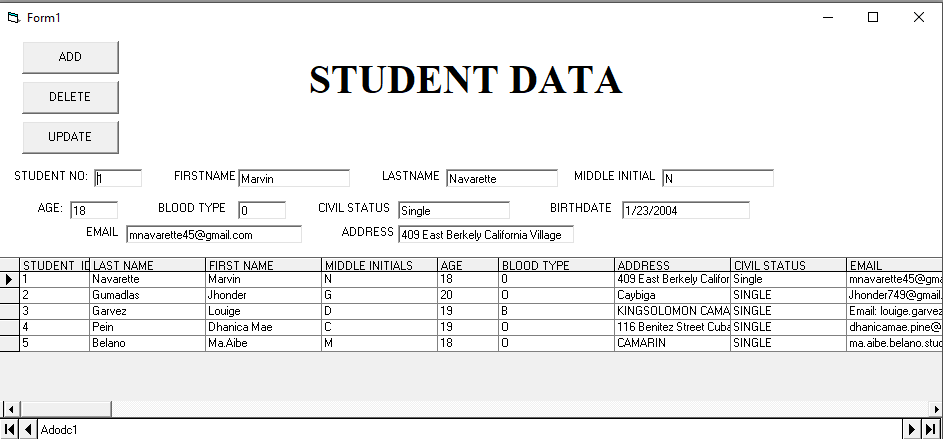 Form1
ADD
STUDENT DATA
DELETE
UPDATE
STUDENT NO: 1 FIRSTNAME Marvin LASTNAME Navarette MIDDLE INITIAL N
AGE: 18 BLOOD TYPE 0 CIVIL STATUS Single BIRTHDATE 1/23/2004
EMAIL mnavarette45@gmail.com ADDRESS 409 East Berkely California Village
STUDENT_ID LAST NAME FIRST NAME MIDDLE INITIALS AGE BLOOD TYPE ADDRESS CIVIL STATUS EMAIL
1 Navarette Marvin N 18 O 409 East Berkely Califor Single mnavarette45@gma
2 Gumadlas Jhonder G 20 O Caybiga SINGLE Jhonder749@gmail.
3 Garvez Louige D 19 B KINGSOLOMON CAMA SINGLE Email: louige.garvez
4 Pein Dhanica Mae C 19 O 116 Benitez Street Cuba SINGLE dhanicamae.pine@
5 Belano Ma.Aibe M 18 O CAMARIN SINGLE ma.aibe.belano.stud
Adodc1